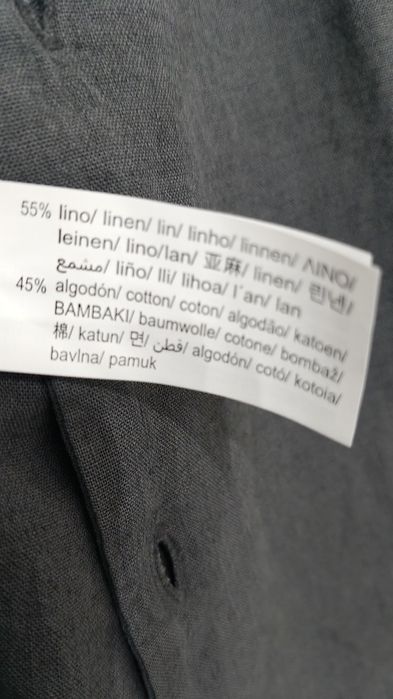 55% lino/ linen/ lin/ linho/ linnen/ ΛΙΝΟ/
leinen/ lino/lan/ 亚麻/ linen/ 린넨/
مشمع/ liño/ lli/ lihoa/ l´an/ lan
45% algodón/ cotton/ coton/ algodão/ katoen/
BAMBAKI/ baumwolle/ cotone/ bombaž/
棉/ katun/ 면/ قطن/ algodón/ cotó/ kotoia/
bavlna/ pamuk